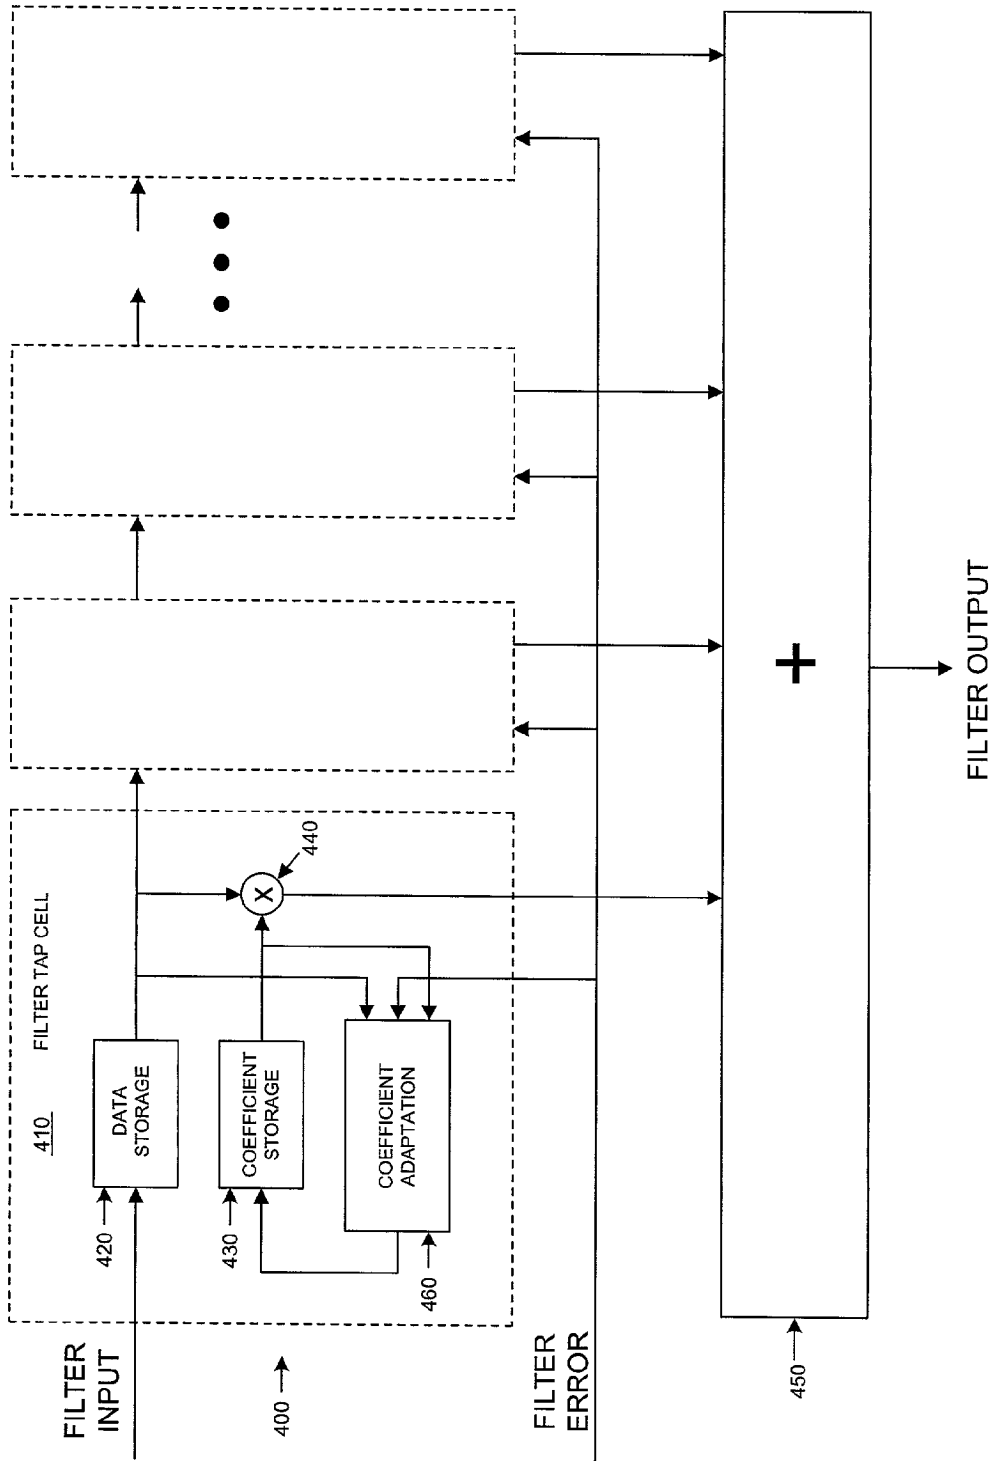 FILTER
INPUT
400
FILTER
ERROR
450
410
FILTER TAP CELL
420
DATA
STORAGE
430
COEFFICIENT
STORAGE
460
COEFFICIENT
ADAPTATION
X
440
+
FILTER OUTPUT